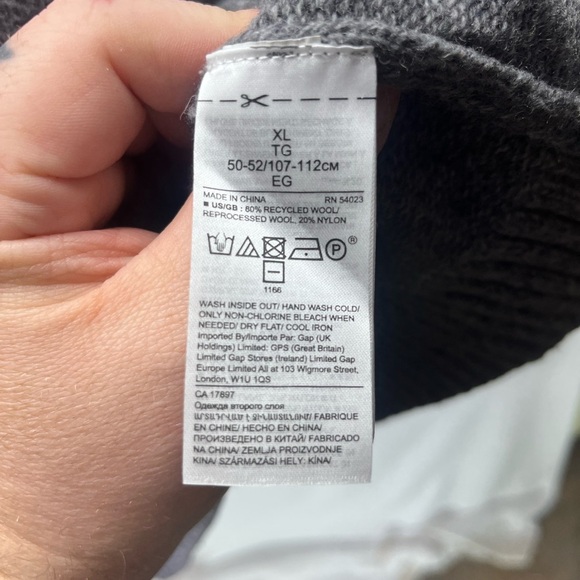 XL
TG
50-52/107-112CM
EG
MADE IN CHINA RN 54023
■ US/GB : 80% RECYCLED WOOL/
REPROCESSED WOOL, 20% NYLON
P ®
1166
WASH INSIDE OUT/ HAND WASH COLD/
ONLY NON-CHLORINE BLEACH WHEN
NEEDED/ DRY FLAT/ COOL IRON
Imported By/Importe Par: Gap (UK
Holdings) Limited: GPS (Great Britain)
Limited Gap Stores (Ireland) Limited Gap
Europe Limited All at 103 Wigmore Street,
London, W1U 1QS
CA 17897
Одежда второго слоя
FABRIQUE
EN CHINE/ HECHO EN CHINA/
ПРОИЗВЕДЕНО В КИТАЙ/ FABRICADO
NA CHINA/ ZEMLJA PROIZVODNJE
KINA/ SZÁRMAZÁSI HELY: KÍNA/